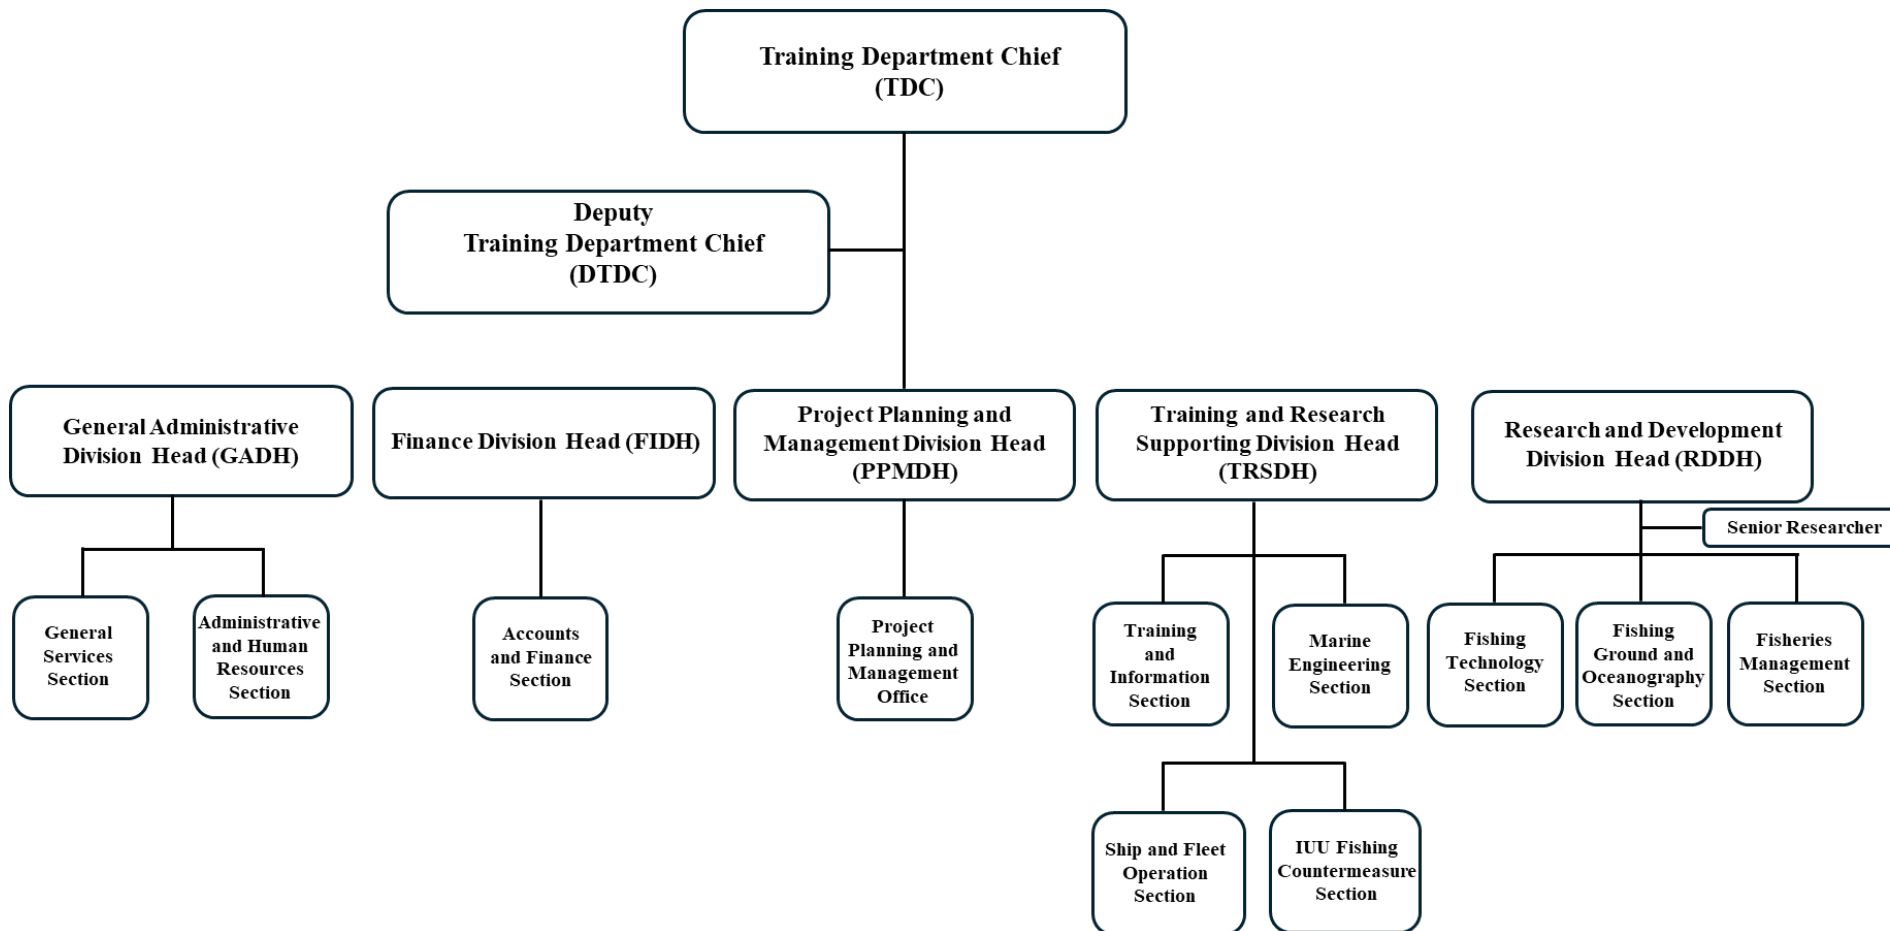 Training Department Chief
(TDC)
Deputy
Training Department Chief
(DTDC)
General Administrative
Division Head (GADH)
Finance Division Head (FIDH)
Project Planning and
Management Division Head
(PPMDH)
Training and Research
Supporting Division Head
(TRSDH)
Research and Development
Division Head (RDDH)
Senior Researcher
General
Services
Section
Administrative
and Human
Resources
Section
Accounts
and Finance
Section
Project
Planning and
Management
Office
Training
and
Information
Section
Marine
Engineering
Section
Fishing
Technology
Section
Fishing
Ground and
Oceanography
Section
Fisheries
Management
Section
Ship and Fleet
Operation
Section
IUU Fishing
Countermeasure
Section